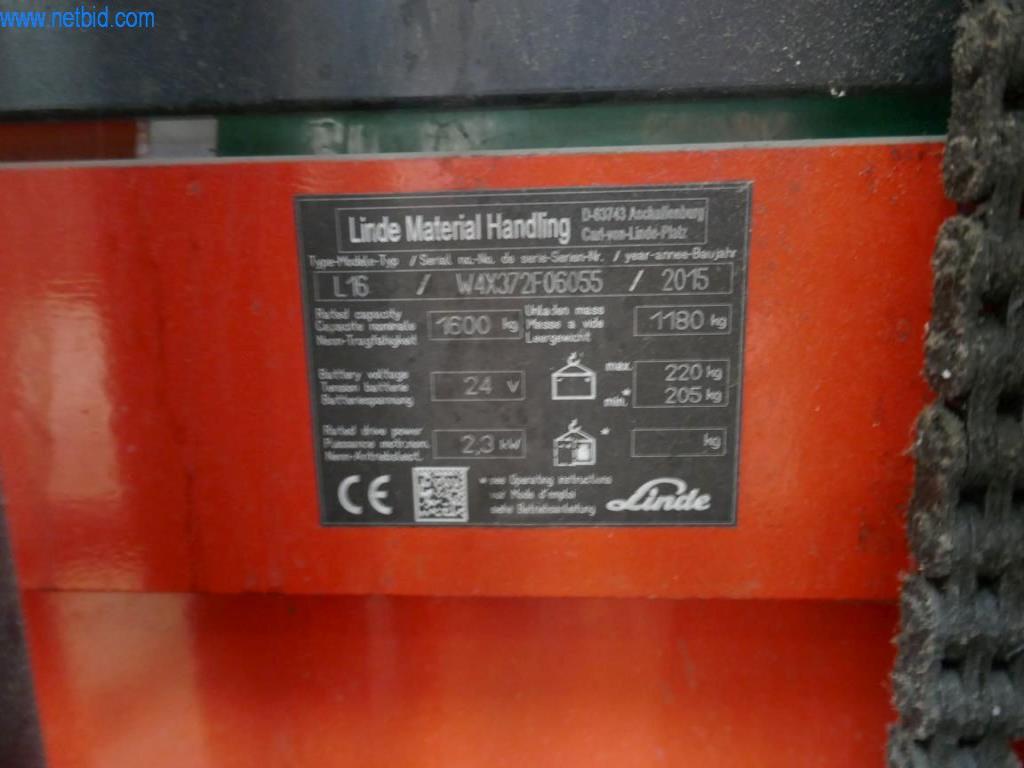 www.netbid.com
Linde Material Handling
D-63743 Aschaffenburg
Carl-von-Linde-Platz
Type-Modele-Typ / Serial no.-No. de serie-Serien-Nr. / year-annee-Baujahr
L16 / W4X372F06055 / 2015
Rated capacity
Capacite nominale
Nenn-Tragfähigkeit
1600 kg
Unladen mass
Masse a vide
Leergewicht
1180 kg
Battery voltage
Tension batterie
Batteriespannung
24 V
max. 220 kg
min.* 205 kg
Rated drive power
Puissance motrice nom.
Nenn-Antriebsleist.
2,3 kW
* kg
CE
* see Operating instructions
voir Mode d'emploi
siehe Betriebsanleitung
Linde